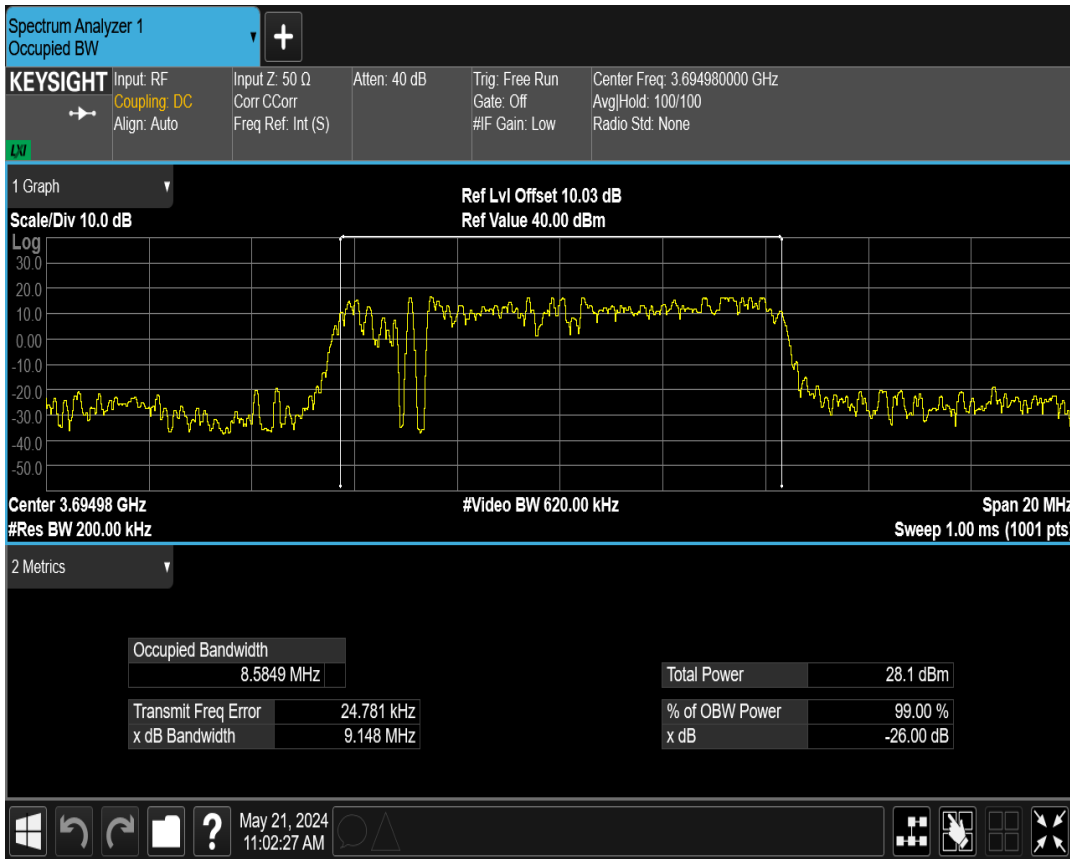 Spectrum Analyzer 1
Occupied BW
KEYSIGHT
LXI
Input: RF
Coupling: DC
Align: Auto
Input Z: 50 Ω
Corr CCorr
Freq Ref: Int (S)
Atten: 40 dB
Trig: Free Run
Gate: Off
#IF Gain: Low
Center Freq: 3.694980000 GHz
Avg|Hold: 100/100
Radio Std: None
1 Graph
Scale/Div 10.0 dB
Ref Lvl Offset 10.03 dB
Ref Value 40.00 dBm
Log
30.0
20.0
10.0
0.00
-10.0
-20.0
-30.0
-40.0
-50.0
Center 3.69498 GHz
#Video BW 620.00 kHz
Span 20 MHz
#Res BW 200.00 kHz
Sweep 1.00 ms (1001 pts)
2 Metrics
Occupied Bandwidth
8.5849 MHz
Total Power 28.1 dBm
Transmit Freq Error 24.781 kHz
% of OBW Power 99.00 %
x dB Bandwidth 9.148 MHz
x dB -26.00 dB
?
May 21, 2024
11:02:27 AM